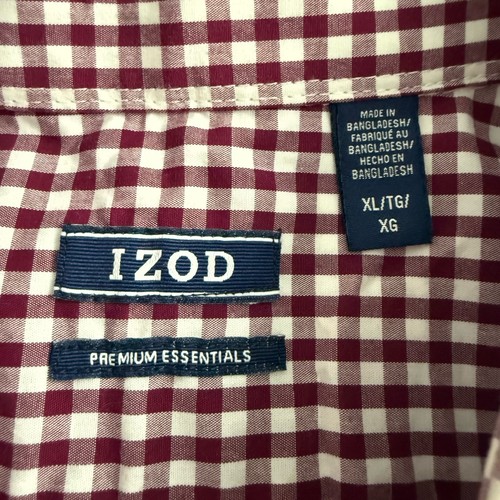 MADE IN
BANGLADESH/
FABRIQUÉ AU
BANGLADESH/
HECHO EN
BANGLADESH
XL/TG/
XG
IZOD
PREMIUM ESSENTIALS